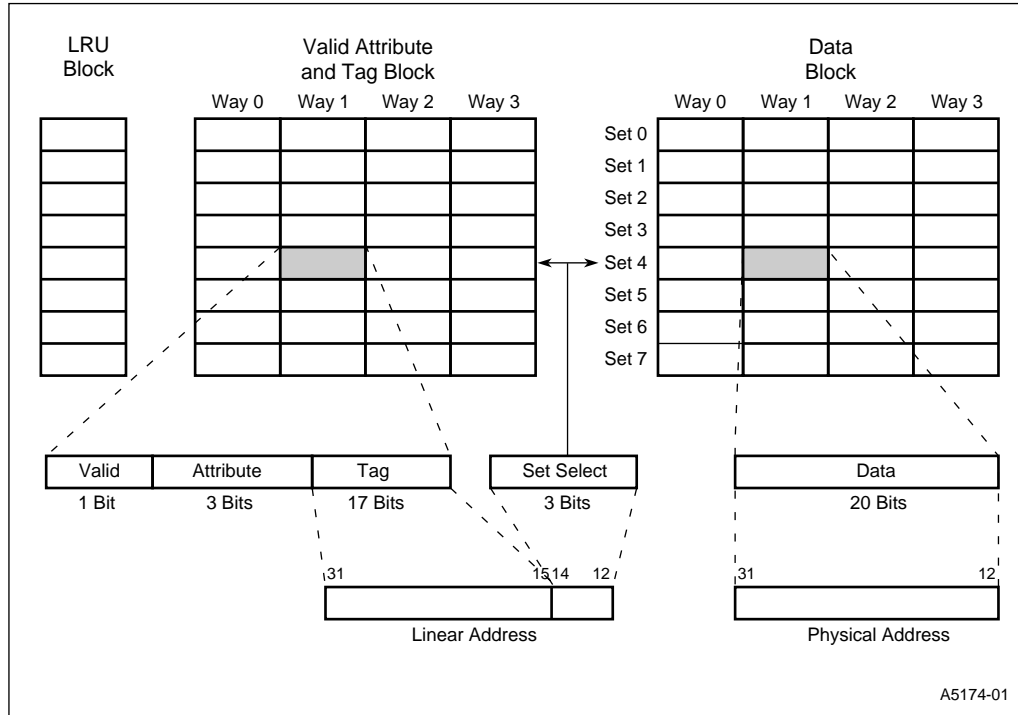 LRU
Block
Valid Attribute
and Tag Block
Data
Block
Way 0 Way 1 Way 2 Way 3
Way 0 Way 1 Way 2 Way 3
Set 0
Set 1
Set 2
Set 3
Set 4
Set 5
Set 6
Set 7
Valid Attribute Tag
1 Bit 3 Bits 17 Bits
Set Select
3 Bits
Data
20 Bits
31 15 14 12
Linear Address
31 12
Physical Address
A5174-01